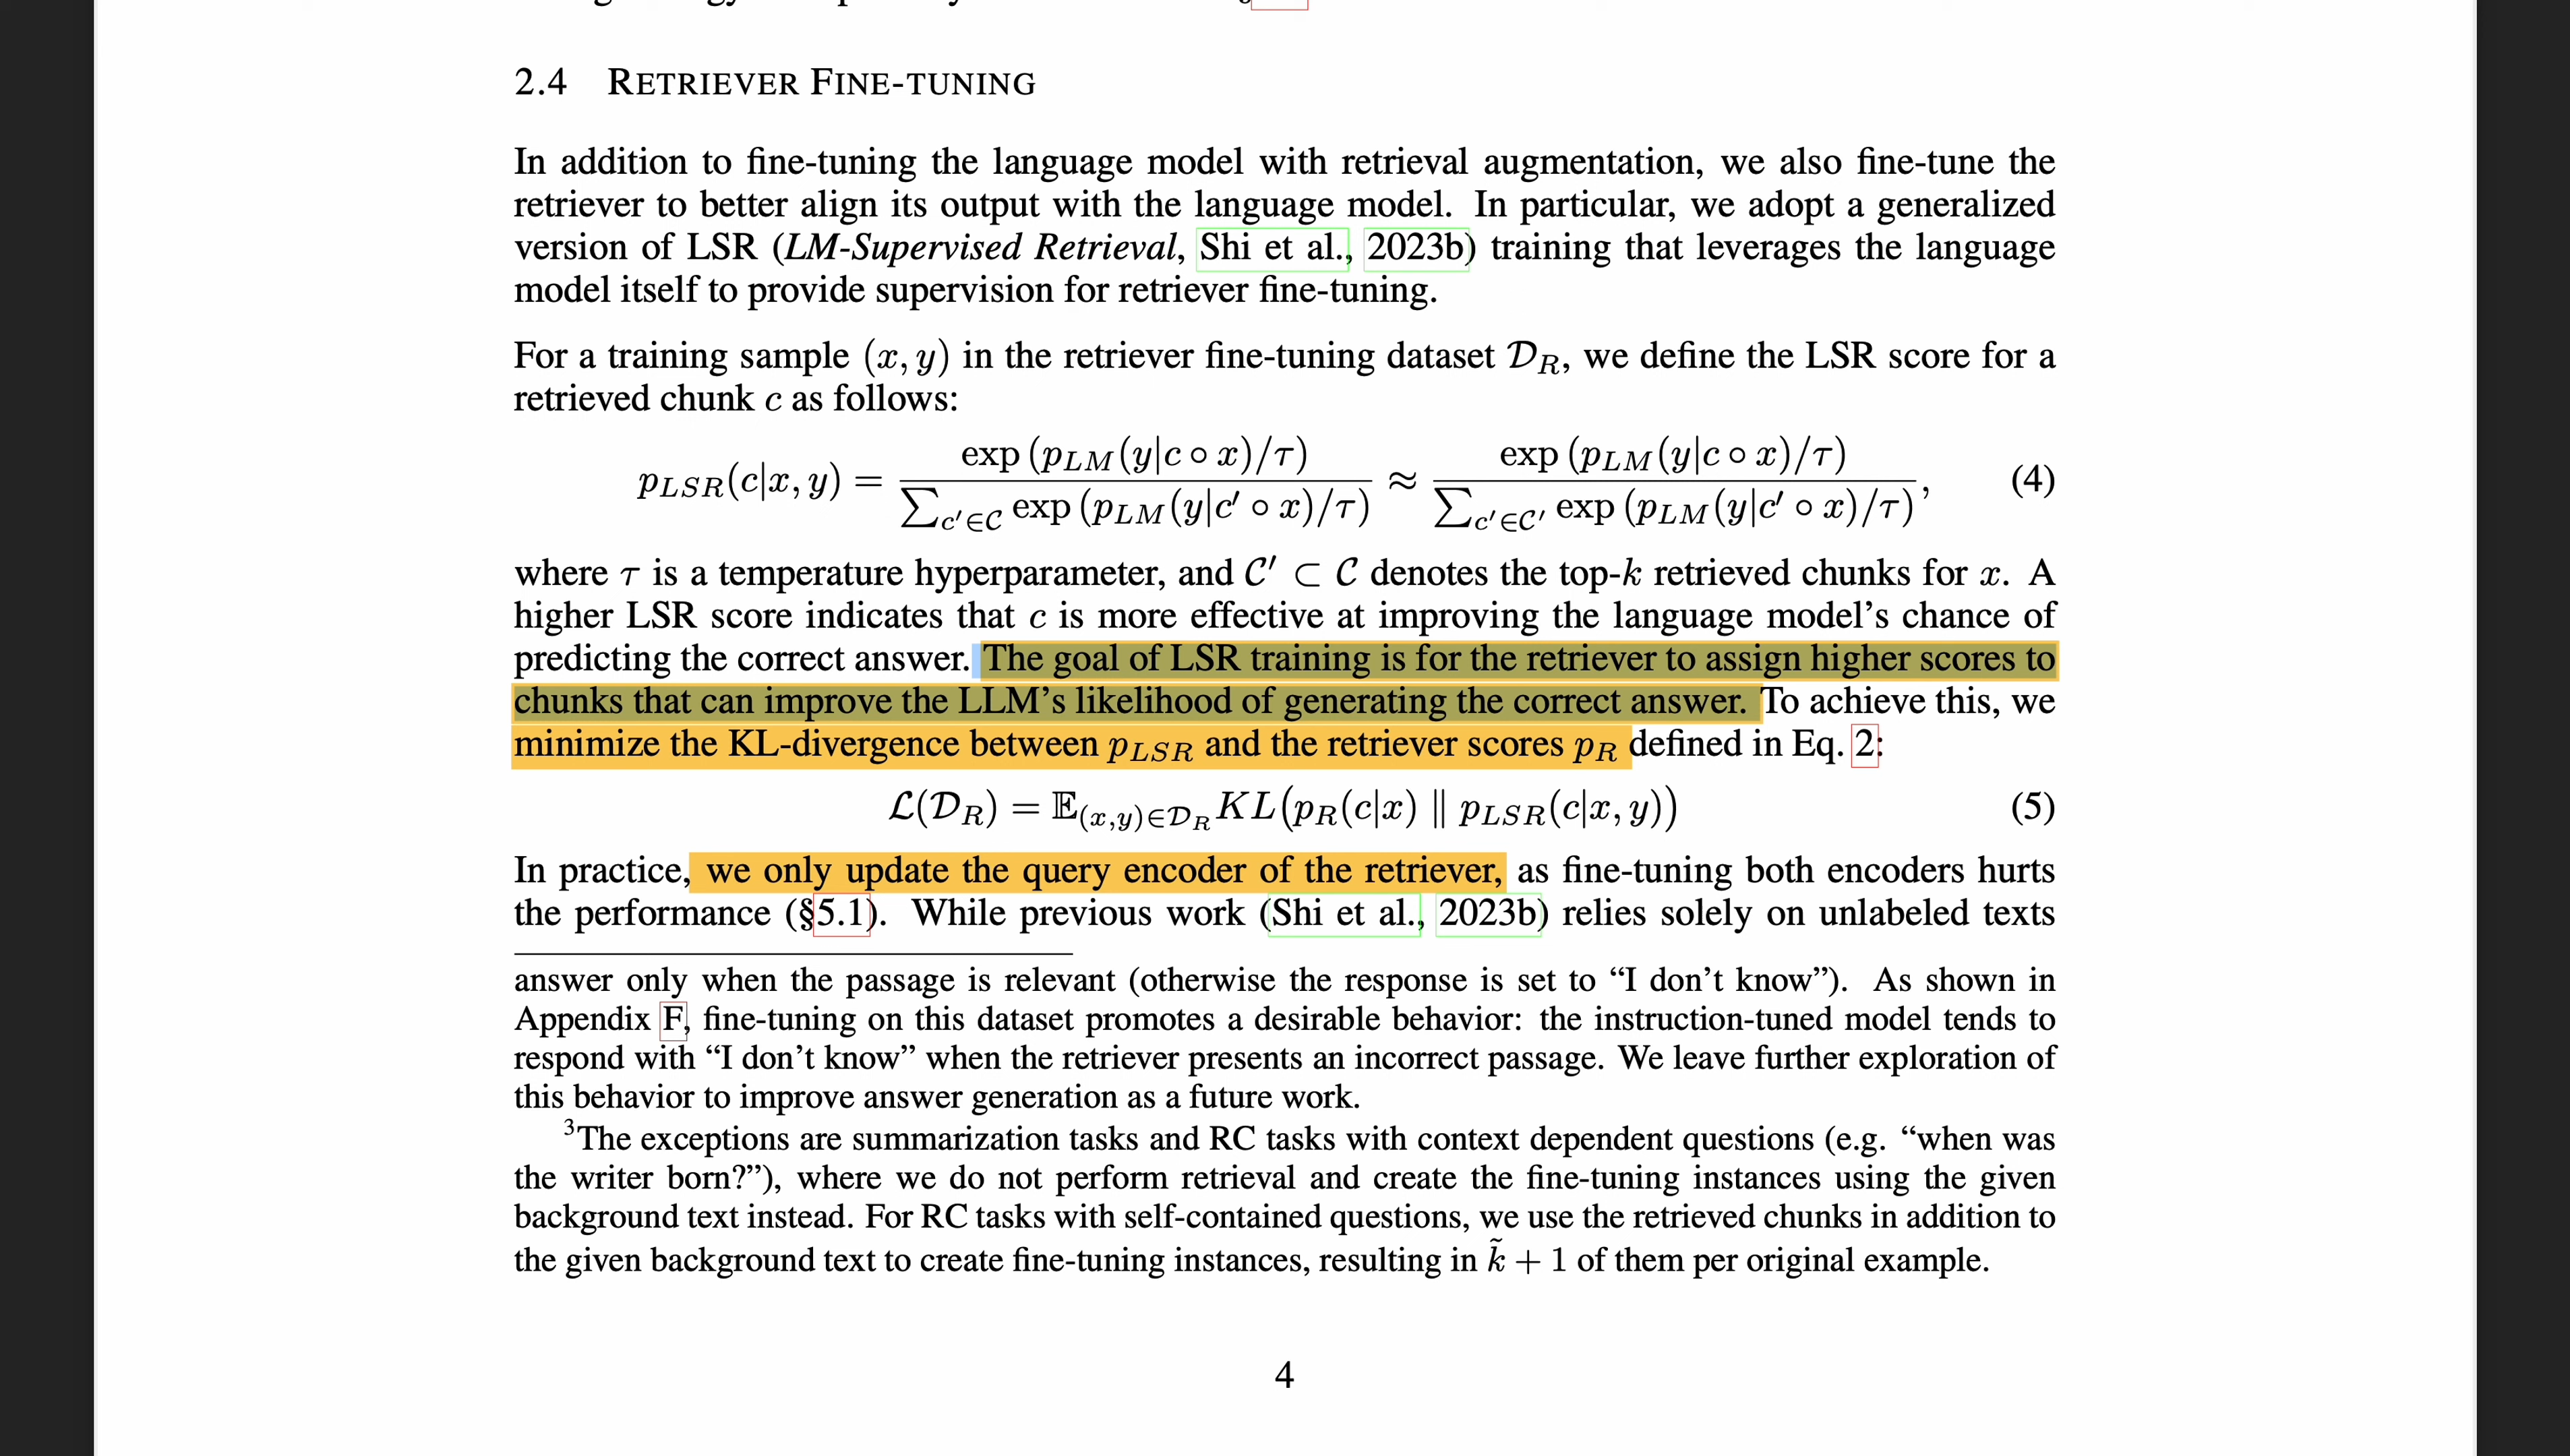 2.4 RETRIEVER FINE-TUNING
In addition to fine-tuning the language model with retrieval augmentation, we also fine-tune the
retriever to better align its output with the language model. In particular, we adopt a generalized
version of LSR (LM-Supervised Retrieval, Shi et al., 2023b) training that leverages the language
model itself to provide supervision for retriever fine-tuning.
For a training sample (x, y) in the retriever fine-tuning dataset 𝒟_R, we define the LSR score for a
retrieved chunk c as follows:
p_{LSR}(c|x, y) = exp (p_{LM}(y|c ∘ x)/τ) / ∑_{c′∈𝒞} exp (p_{LM}(y|c′ ∘ x)/τ) ≈ exp (p_{LM}(y|c ∘ x)/τ) / ∑_{c′∈𝒞′} exp (p_{LM}(y|c′ ∘ x)/τ), (4)
where τ is a temperature hyperparameter, and 𝒞′ ⊂ 𝒞 denotes the top-k retrieved chunks for x. A
higher LSR score indicates that c is more effective at improving the language model’s chance of
predicting the correct answer. The goal of LSR training is for the retriever to assign higher scores to
chunks that can improve the LLM’s likelihood of generating the correct answer. To achieve this, we
minimize the KL-divergence between p_{LSR} and the retriever scores p_R defined in Eq. 2:
ℒ(𝒟_R) = 𝔼_{(x,y)∈𝒟_R} KL(p_R(c|x) ∥ p_{LSR}(c|x, y)) (5)
In practice, we only update the query encoder of the retriever, as fine-tuning both encoders hurts
the performance (§5.1). While previous work (Shi et al., 2023b) relies solely on unlabeled texts
answer only when the passage is relevant (otherwise the response is set to “I don’t know”). As shown in
Appendix F, fine-tuning on this dataset promotes a desirable behavior: the instruction-tuned model tends to
respond with “I don’t know” when the retriever presents an incorrect passage. We leave further exploration of
this behavior to improve answer generation as a future work.
³The exceptions are summarization tasks and RC tasks with context dependent questions (e.g. “when was
the writer born?”), where we do not perform retrieval and create the fine-tuning instances using the given
background text instead. For RC tasks with self-contained questions, we use the retrieved chunks in addition to
the given background text to create fine-tuning instances, resulting in k̃ + 1 of them per original example.
4